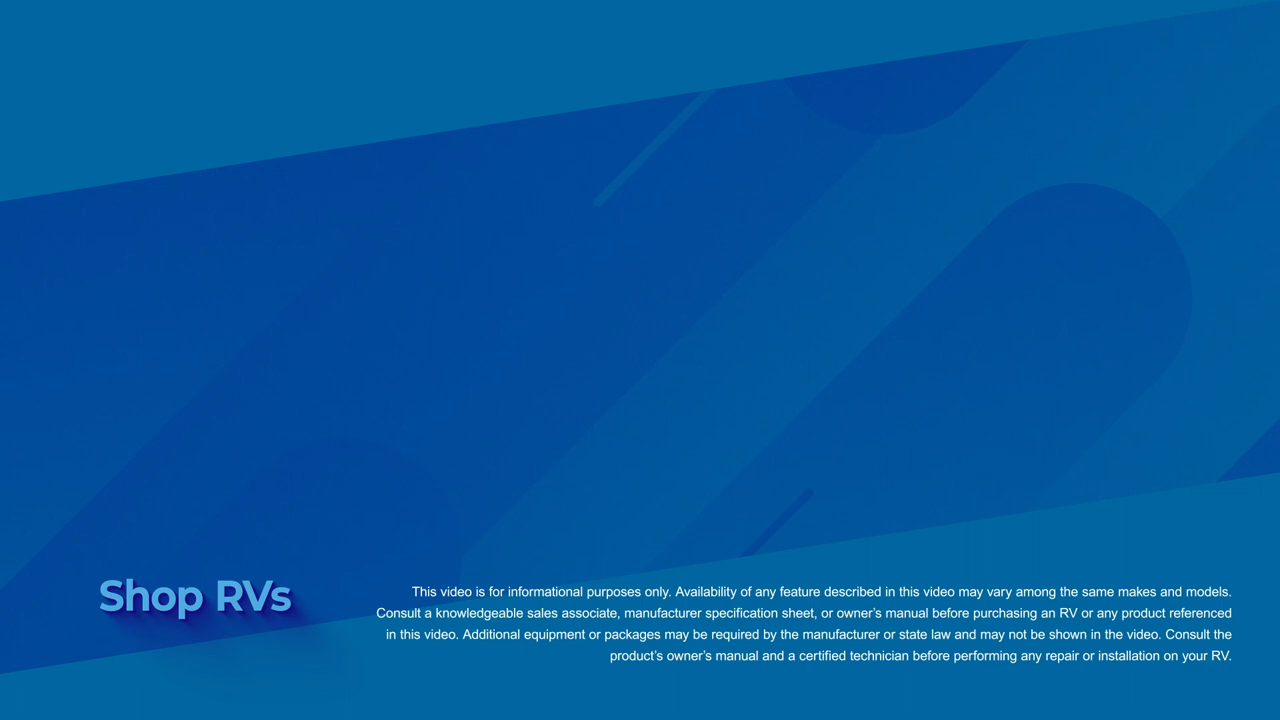 Shop RVs
This video is for informational purposes only. Availability of any feature described in this video may vary among the same makes and models.
Consult a knowledgeable sales associate, manufacturer specification sheet, or owner’s manual before purchasing an RV or any product referenced
in this video. Additional equipment or packages may be required by the manufacturer or state law and may not be shown in the video. Consult the
product’s owner’s manual and a certified technician before performing any repair or installation on your RV.